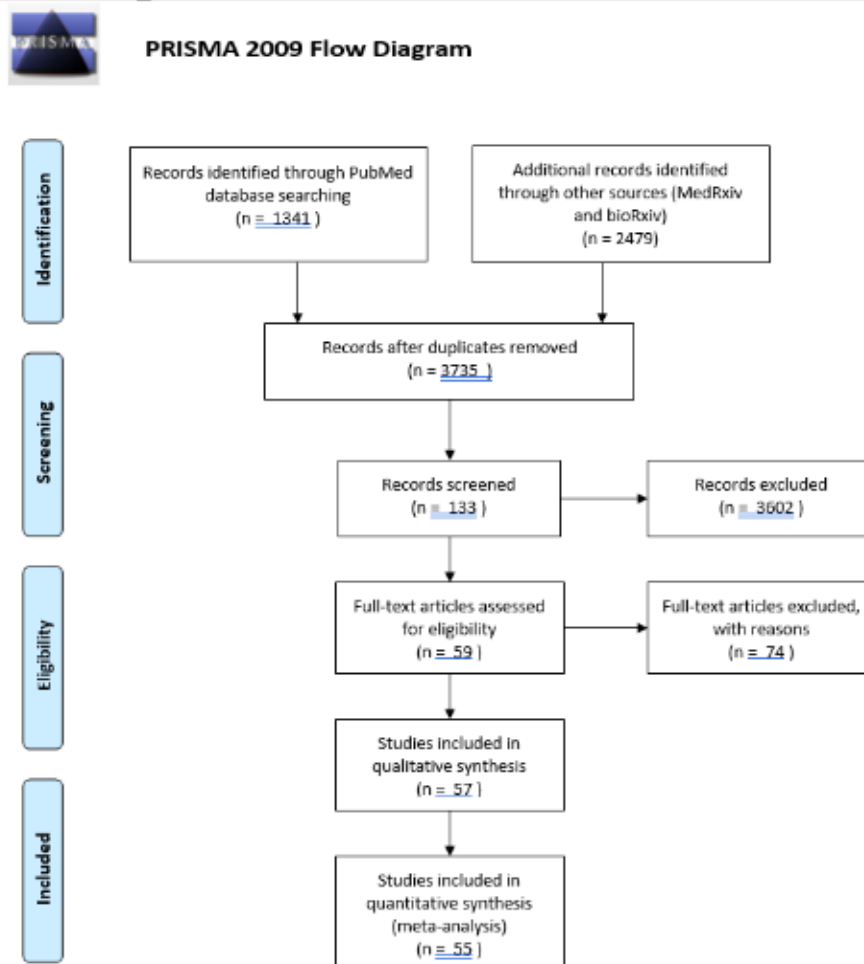 PRISMA
PRISMA 2009 Flow Diagram
Identification
Records identified through PubMed
database searching
(n = 1341 )
Additional records identified
through other sources (MedRxiv
and bioRxiv)
(n = 2479)
Records after duplicates removed
(n = 3735 )
Screening
Records screened
(n = 133 )
Records excluded
(n = 3602 )
Eligibility
Full-text articles assessed
for eligibility
(n = 59 )
Full-text articles excluded,
with reasons
(n = 74 )
Studies included in
qualitative synthesis
(n = 57 )
Included
Studies included in
quantitative synthesis
(meta-analysis)
(n = 55 )